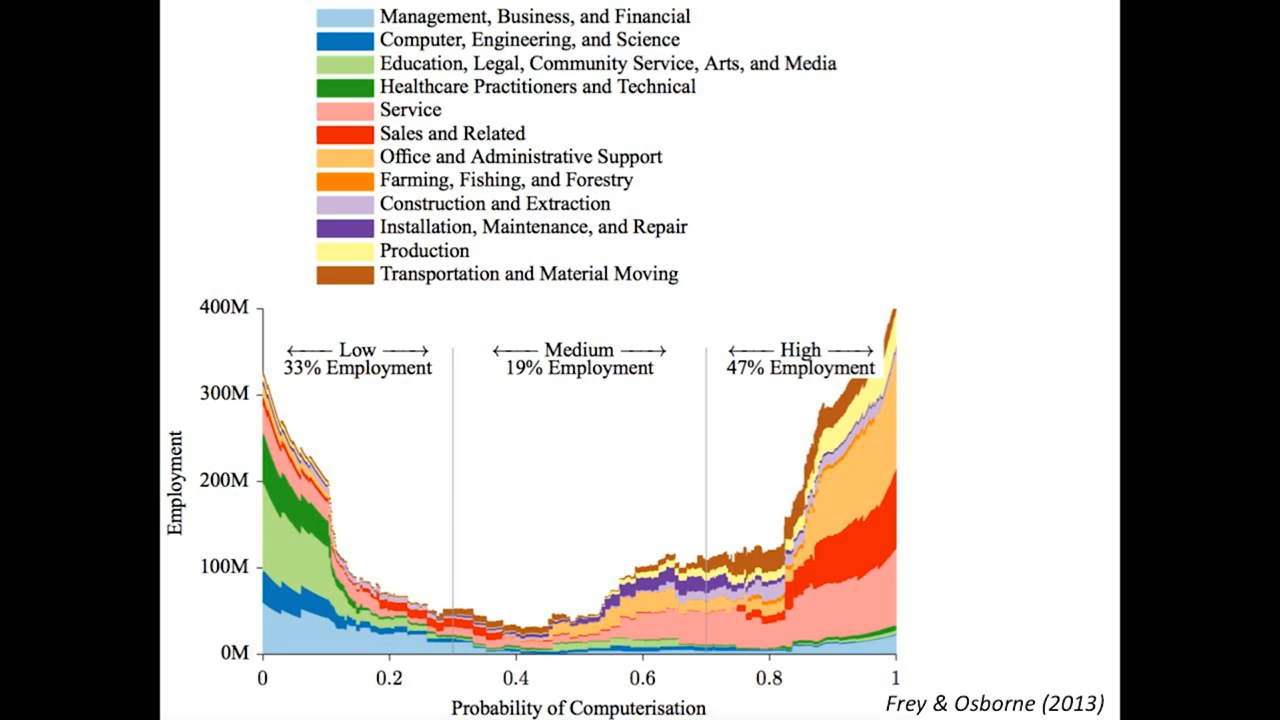 Management, Business, and Financial
Computer, Engineering, and Science
Education, Legal, Community Service, Arts, and Media
Healthcare Practitioners and Technical
Service
Sales and Related
Office and Administrative Support
Farming, Fishing, and Forestry
Construction and Extraction
Installation, Maintenance, and Repair
Production
Transportation and Material Moving
400M
300M
200M
100M
0M
Employment
Low
33% Employment
Medium
19% Employment
High
47% Employment
0
0.2
0.4
0.6
0.8
1
Probability of Computerisation
Frey & Osborne (2013)